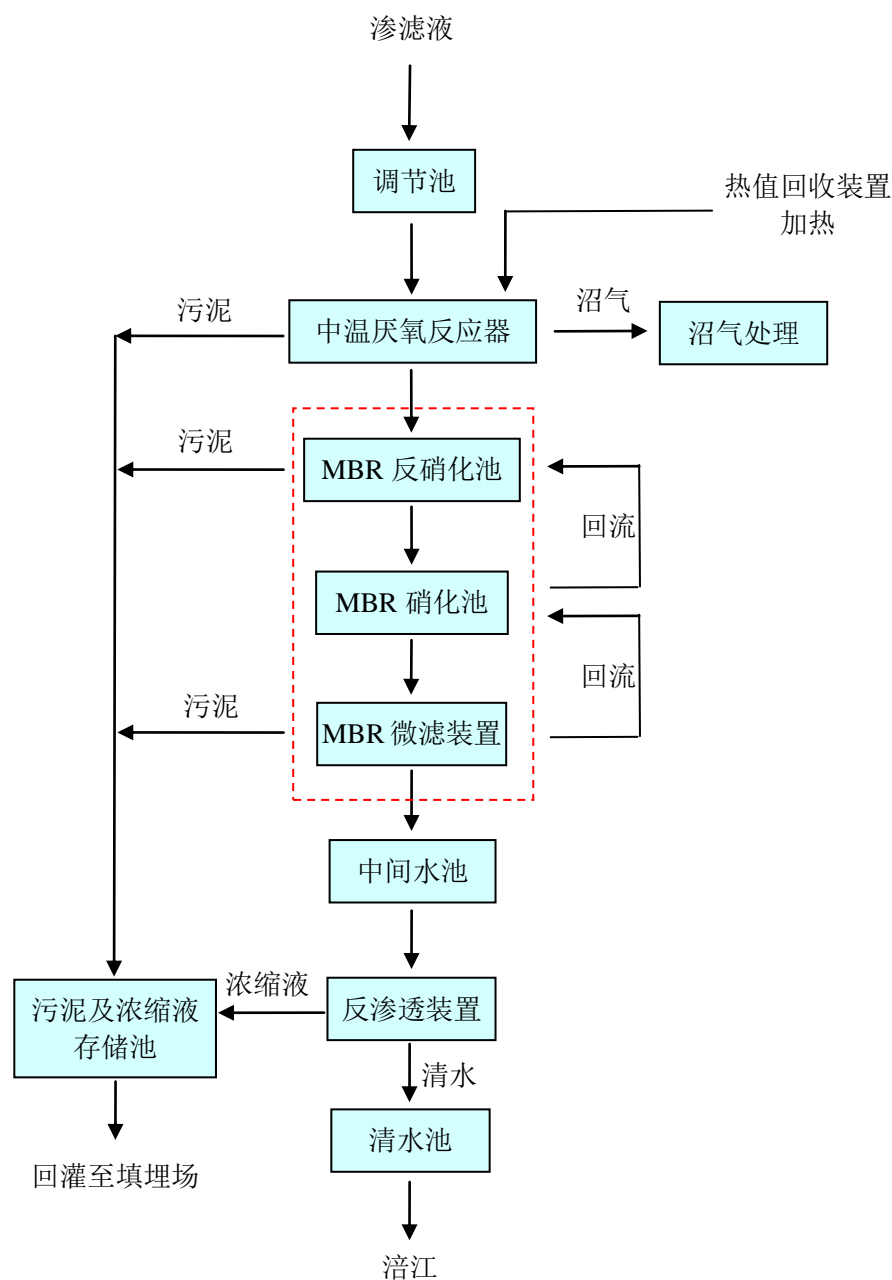 渗滤液
调节池
热值回收装置
加热
污泥
中温厌氧反应器
沼气
沼气处理
污泥
MBR 反硝化池
回流
MBR 硝化池
回流
污泥
MBR 微滤装置
中间水池
浓缩液
污泥及浓缩液
存储池
反渗透装置
清水
清水池
回灌至填埋场
涪江